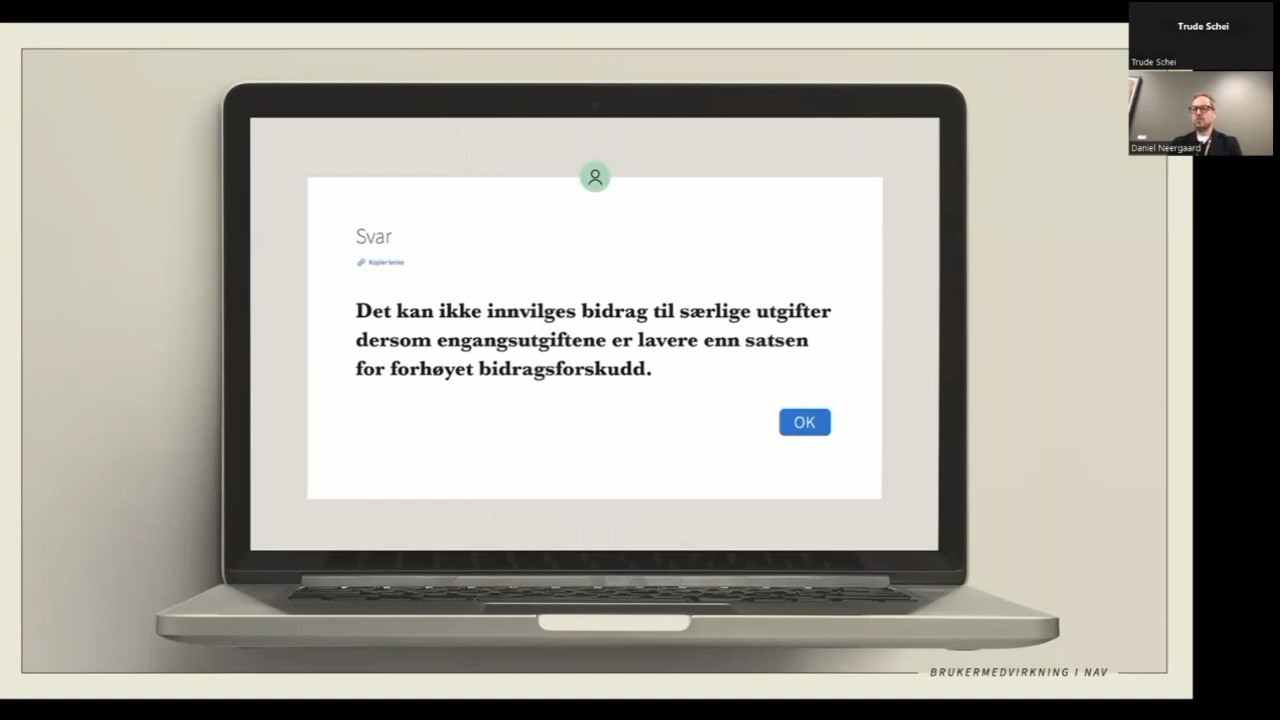 Trude Schei
Trude Schei
Daniel Neergaard
Svar
Kopier lenke
Det kan ikke innvilges bidrag til særlige utgifter
dersom engangsutgiftene er lavere enn satsen
for forhøyet bidragsforskudd.
OK
BRUKERMEDVIRKNING I NAV